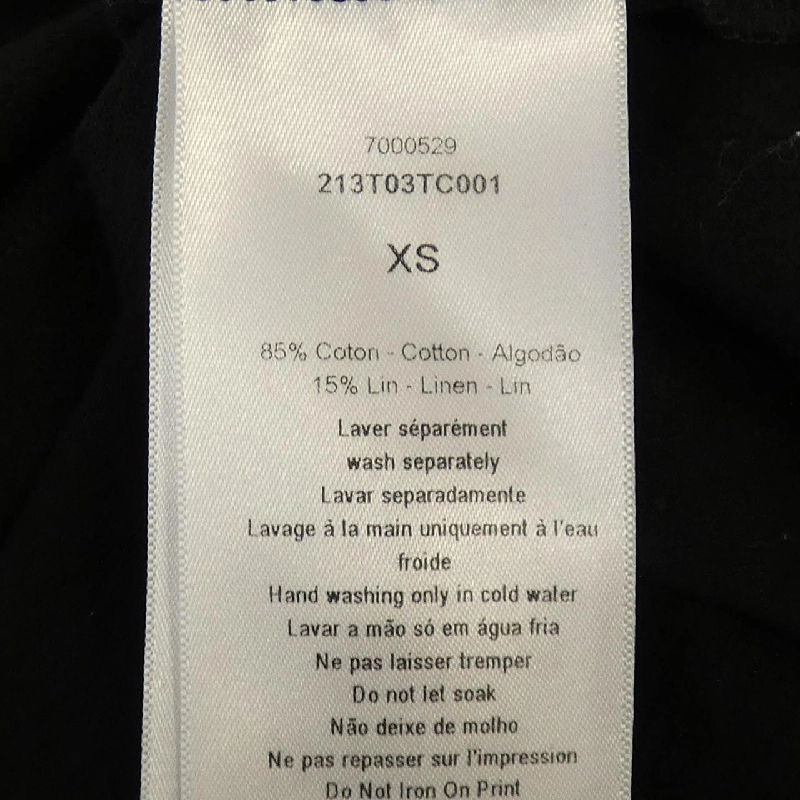 7000529
213T03TC001
XS
85% Coton - Cotton - Algodão
15% Lin - Linen - Lin
Laver séparément
wash separately
Lavar separadamente
Lavage à la main uniquement à l'eau
froide
Hand washing only in cold water
Lavar a mão só em água fria
Ne pas laisser tremper
Do not let soak
Não deixe de molho
Ne pas repasser sur l'impression
Do Not Iron On Print